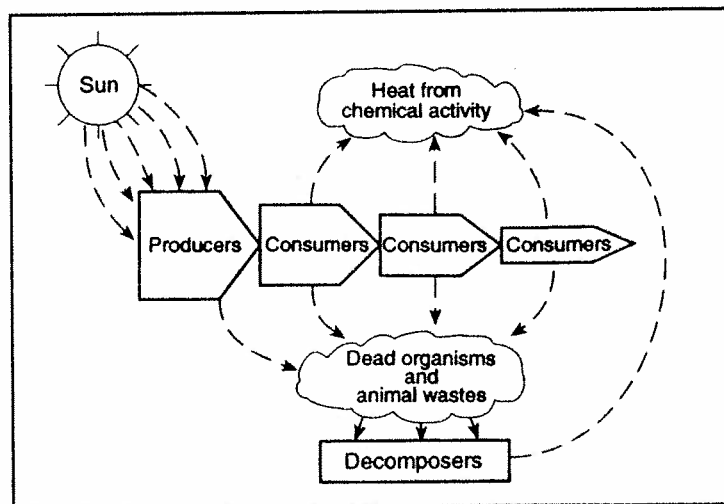 Sun
Heat from
chemical activity
Producers
Consumers
Consumers
Consumers
Dead organisms
and
animal wastes
Decomposers